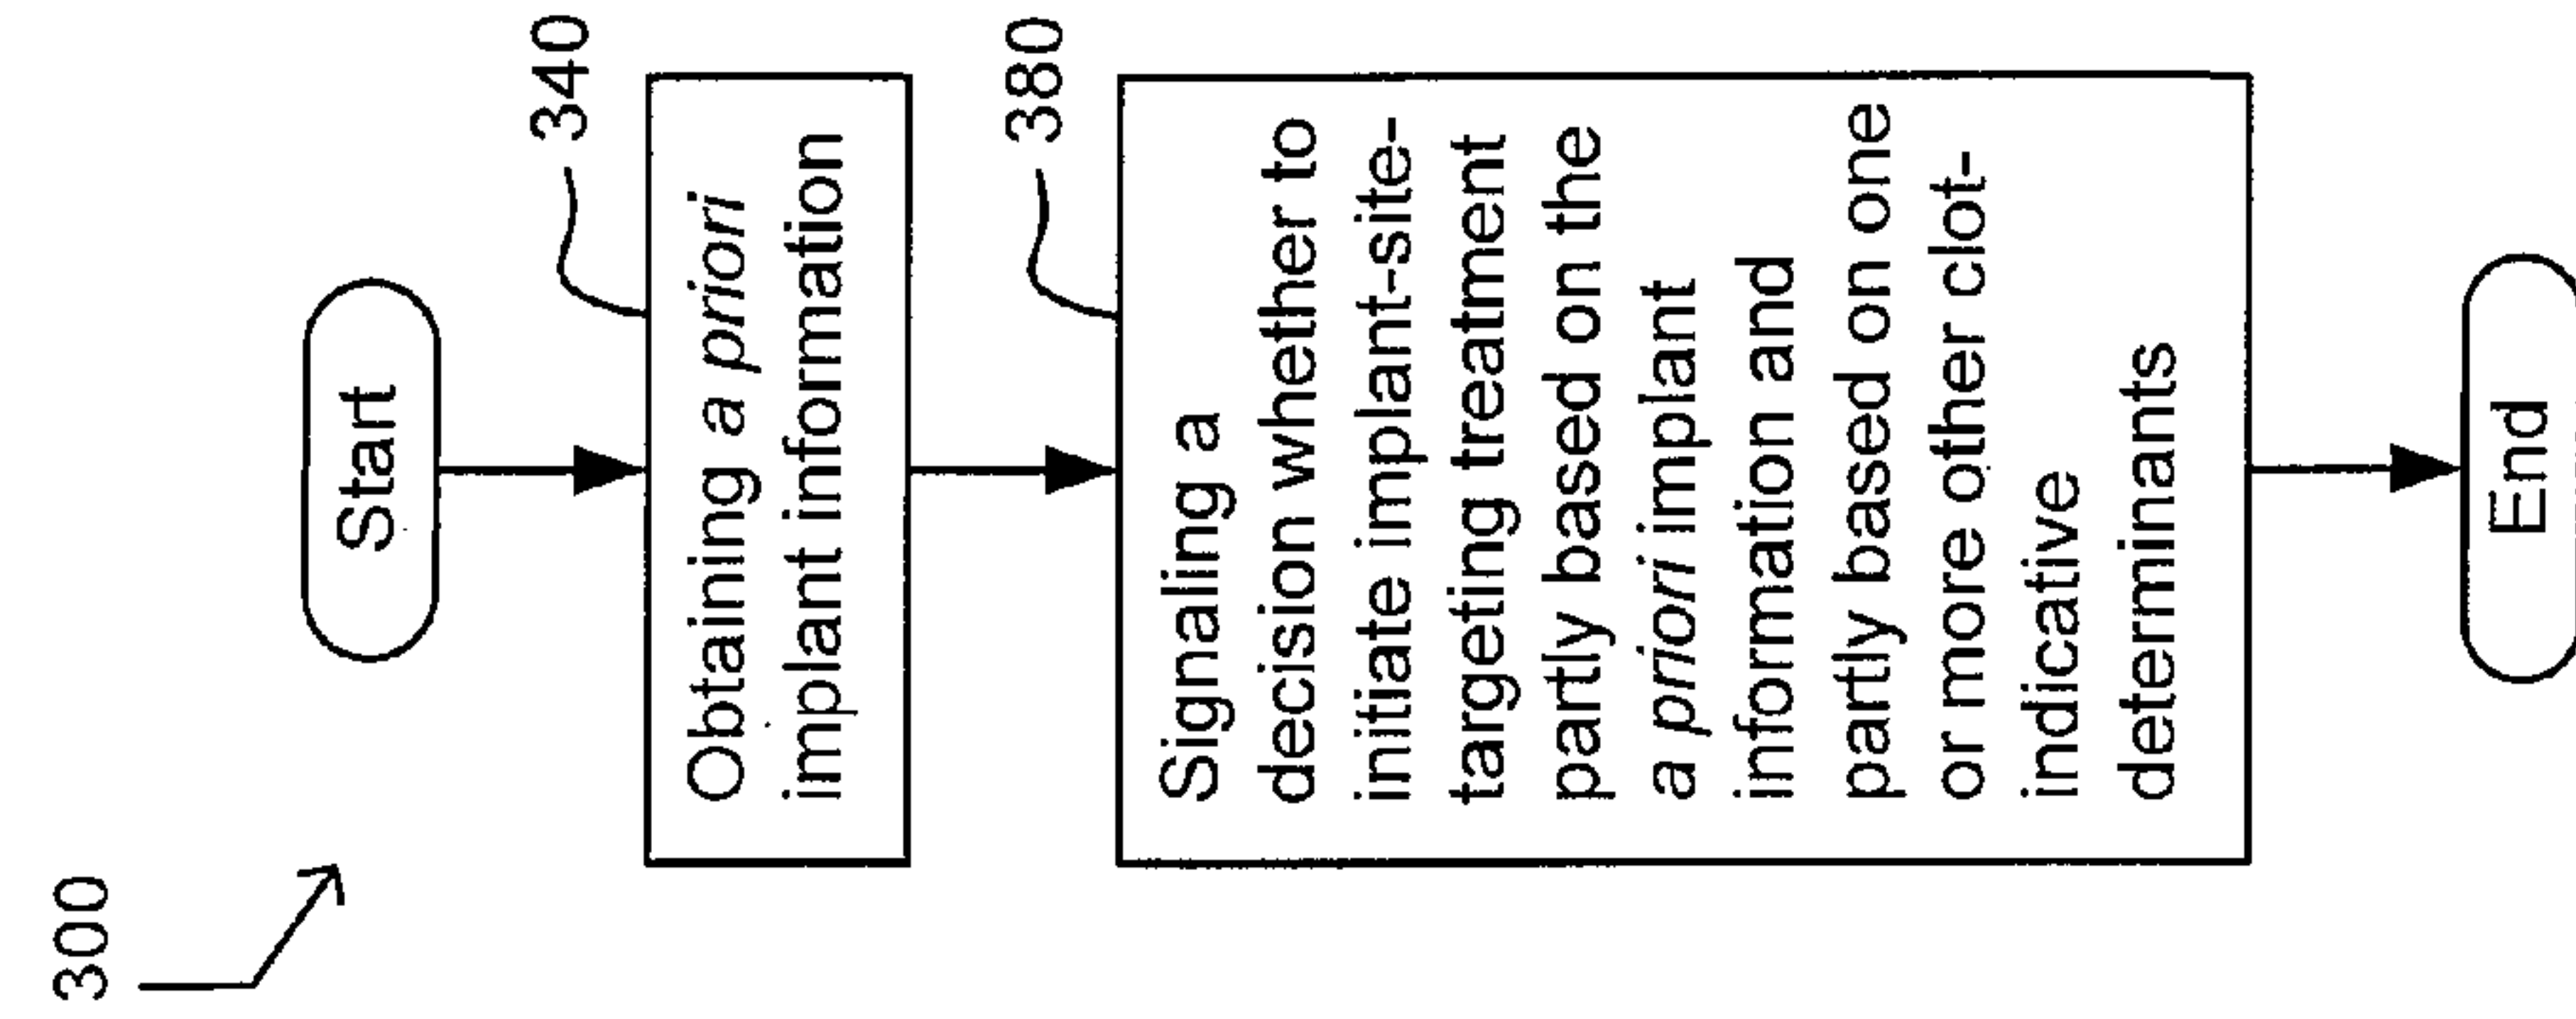 300
Start
340
Obtaining a priori
implant information
380
Signaling a
decision whether to
initiate implant-site-
targeting treatment
partly based on the
a priori implant
information and
partly based on one
or more other clot-
indicative
determinants
End